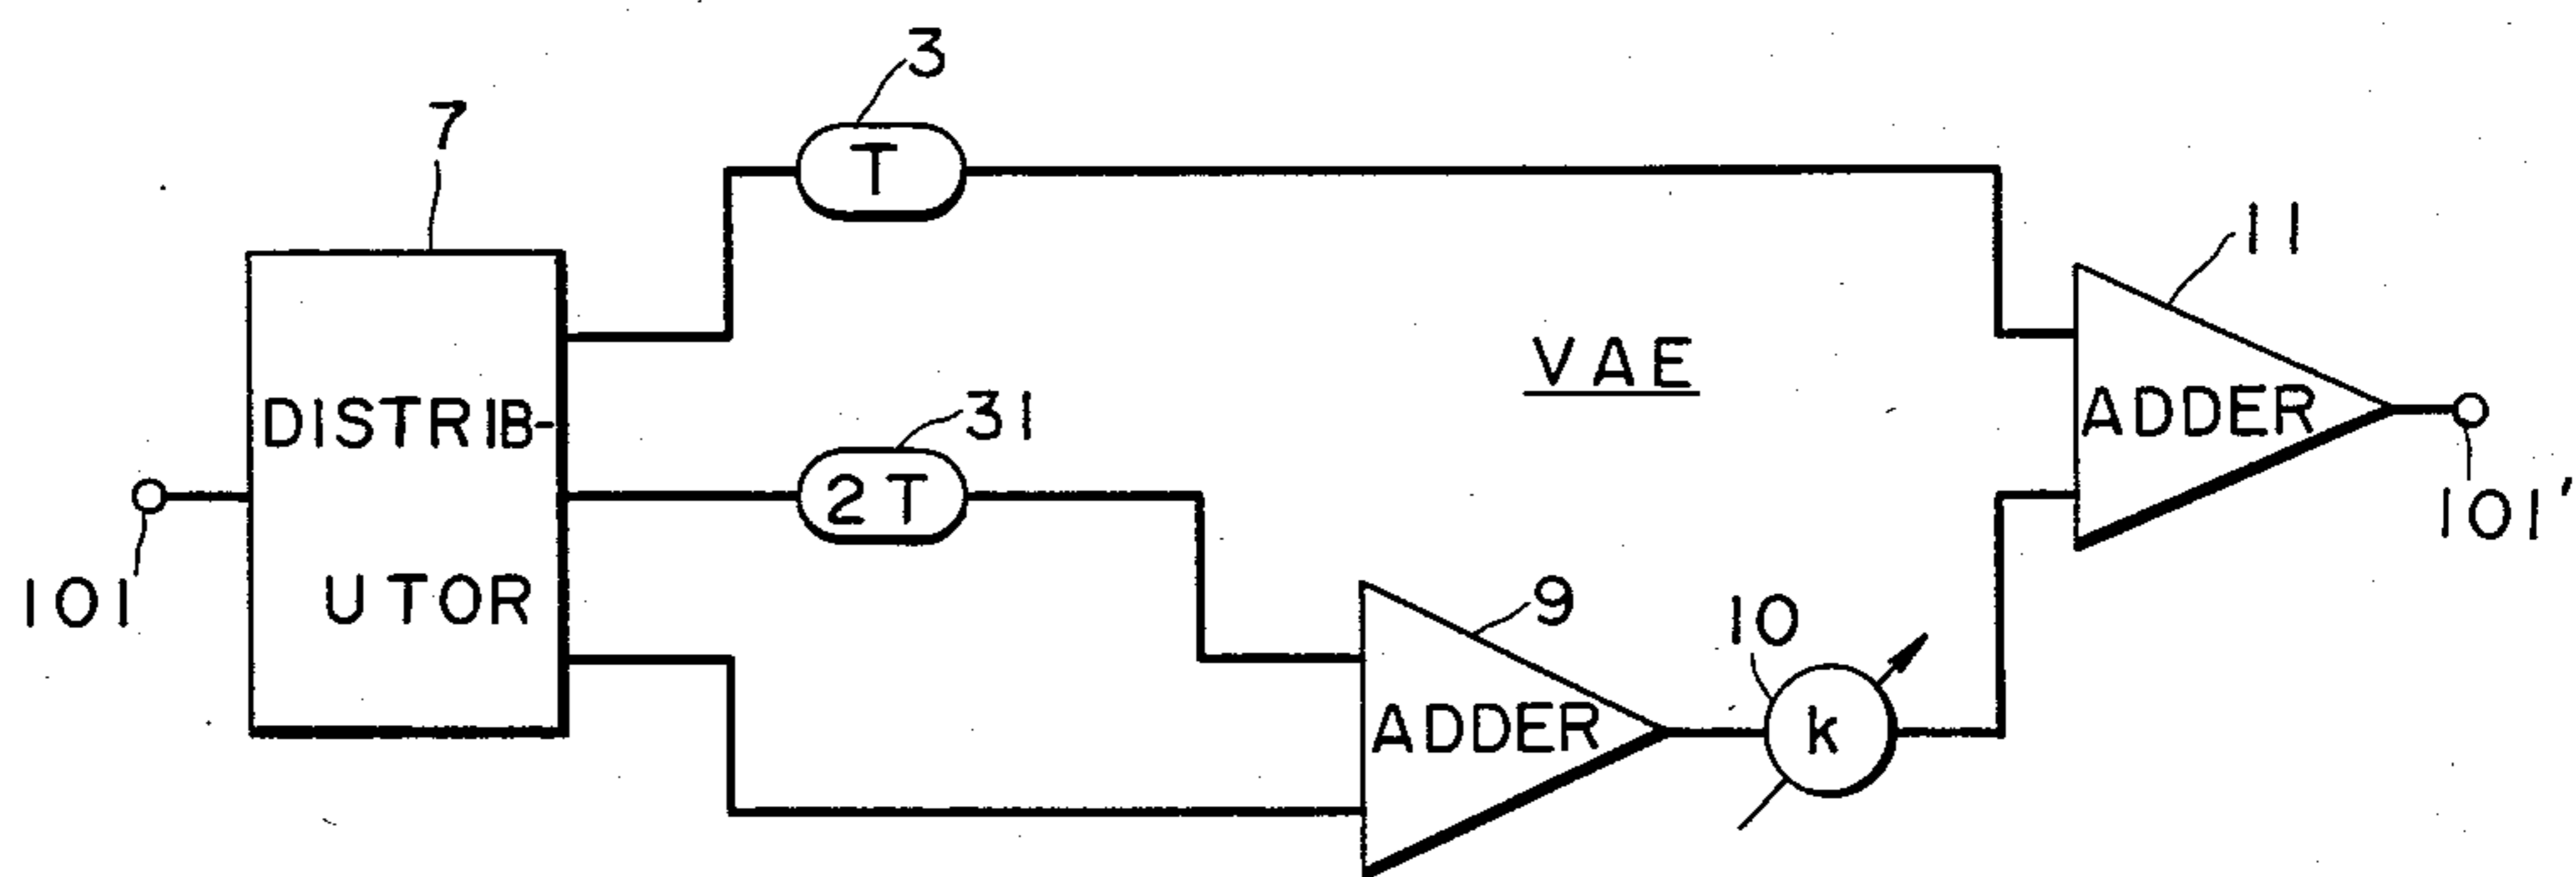 3
7
T
11
VAE
ADDER
101'
31
DISTRIB-
UTOR
2T
101
9
ADDER
10
k